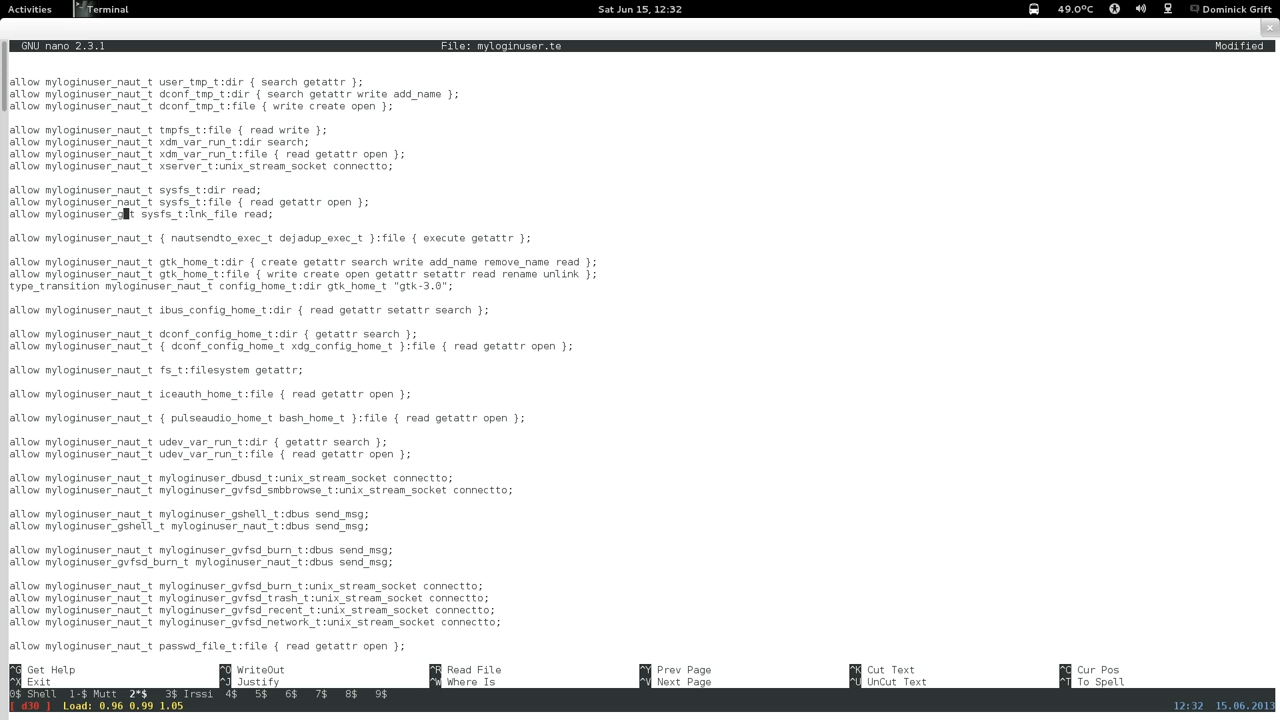 Activities Terminal Sat Jun 15, 12:32 49.0°C Dominick Grift
GNU nano 2.3.1 File: myloginuser.te Modified
allow myloginuser_naut_t user_tmp_t:dir { search getattr };
allow myloginuser_naut_t dconf_tmp_t:dir { search getattr write add_name };
allow myloginuser_naut_t dconf_tmp_t:file { write create open };
allow myloginuser_naut_t tmpfs_t:file { read write };
allow myloginuser_naut_t xdm_var_run_t:dir search;
allow myloginuser_naut_t xdm_var_run_t:file { read getattr open };
allow myloginuser_naut_t xserver_t:unix_stream_socket connectto;
allow myloginuser_naut_t sysfs_t:dir read;
allow myloginuser_naut_t sysfs_t:file { read getattr open };
allow sysfs_t:lnk_file read;
allow myloginuser_naut_t { nautsendto_exec_t dejadup_exec_t }:file { execute getattr };
allow myloginuser_naut_t gtk_home_t:dir { create getattr search write add_name remove_name read };
allow myloginuser_naut_t gtk_home_t:file { write create open getattr setattr read rename unlink };
type_transition myloginuser_naut_t config_home_t:dir gtk_home_t "gtk-3.0";
allow myloginuser_naut_t ibus_config_home_t:dir { read getattr setattr search };
allow myloginuser_naut_t dconf_config_home_t:dir { getattr search };
allow myloginuser_naut_t { dconf_config_home_t xdg_config_home_t }:file { read getattr open };
allow myloginuser_naut_t fs_t:filesystem getattr;
allow myloginuser_naut_t iceauth_home_t:file { read getattr open };
allow myloginuser_naut_t { pulseaudio_home_t bash_home_t }:file { read getattr open };
allow myloginuser_naut_t udev_var_run_t:dir { getattr search };
allow myloginuser_naut_t udev_var_run_t:file { read getattr open };
allow myloginuser_naut_t myloginuser_dbusd_t:unix_stream_socket connectto;
allow myloginuser_naut_t myloginuser_gvfsd_smbbrowse_t:unix_stream_socket connectto;
allow myloginuser_naut_t myloginuser_gshell_t:dbus send_msg;
allow myloginuser_gshell_t myloginuser_naut_t:dbus send_msg;
allow myloginuser_naut_t myloginuser_gvfsd_burn_t:dbus send_msg;
allow myloginuser_gvfsd_burn_t myloginuser_naut_t:dbus send_msg;
allow myloginuser_naut_t myloginuser_gvfsd_burn_t:unix_stream_socket connectto;
allow myloginuser_naut_t myloginuser_gvfsd_trash_t:unix_stream_socket connectto;
allow myloginuser_naut_t myloginuser_gvfsd_recent_t:unix_stream_socket connectto;
allow myloginuser_naut_t myloginuser_gvfsd_network_t:unix_stream_socket connectto;
allow myloginuser_naut_t passwd_file_t:file { read getattr open };
^G Get Help ^O WriteOut ^R Read File ^Y Prev Page ^K Cut Text ^C Cur Pos
^X Exit ^J Justify ^W Where Is ^V Next Page ^U UnCut Text ^T To Spell
0$ Shell 1-$ Mutt 2*$ 3$ Irssi 4$ 5$ 6$ 7$ 8$ 9$
[ d30 ] Load: 0.96 0.99 1.05 12:32 15.06.2013